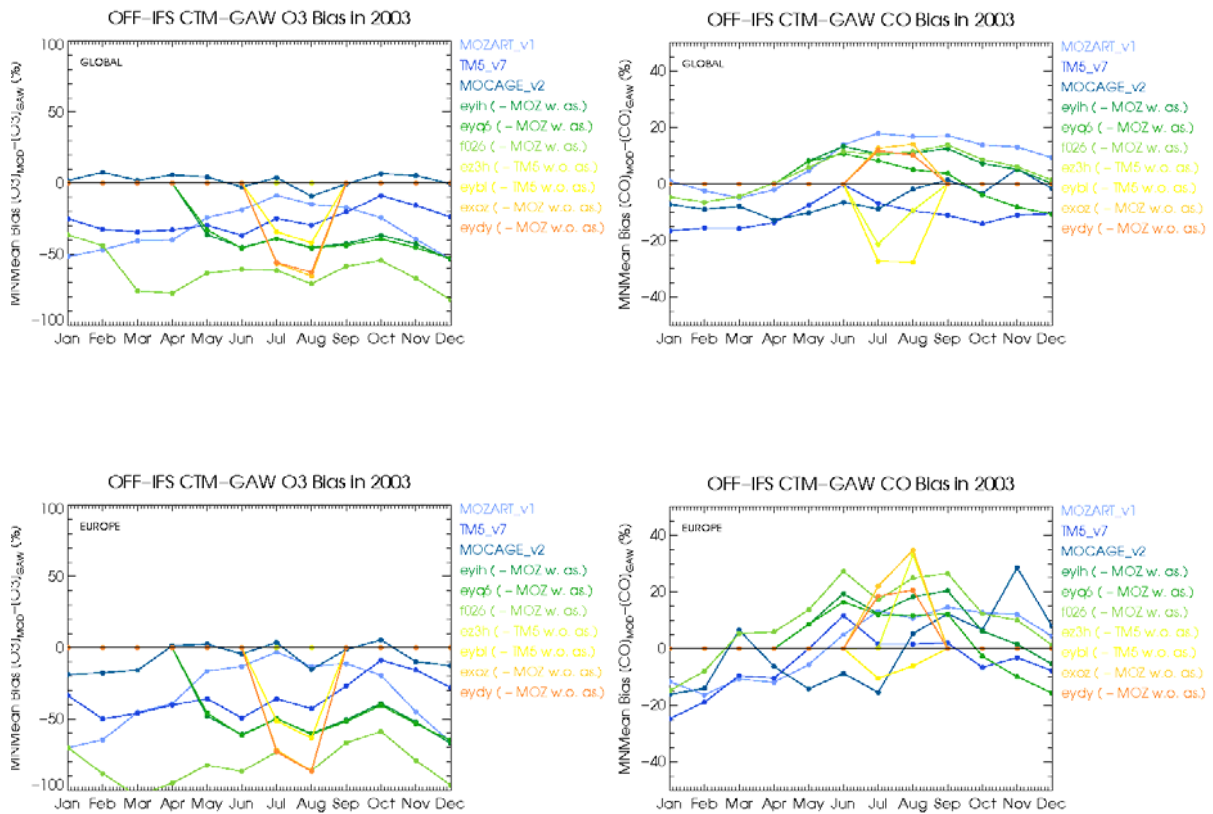 OFF-IFS CTM-GAW O3 Bias in 2003
MNMean Bias (O3)MOD-(O3)GAW (%)
100
50
0
-50
-100
GLOBAL
Jan Feb Mar Apr May Jun Jul Aug Sep Oct Nov Dec
MOZART_v1
TM5_v7
MOCAGE_v2
eyih ( - MOZ w. as.)
eyq6 ( - MOZ w. as.)
f026 ( - MOZ w. as.)
ez3h ( - TM5 w.o. as.)
eybl ( - TM5 w.o. as.)
exoz ( - MOZ w.o. as.)
eydy ( - MOZ w.o. as.)
OFF-IFS CTM-GAW CO Bias in 2003
MNMean Bias (CO)MOD-(CO)GAW (%)
40
20
0
-20
-40
GLOBAL
Jan Feb Mar Apr May Jun Jul Aug Sep Oct Nov Dec
MOZART_v1
TM5_v7
MOCAGE_v2
eyih ( - MOZ w. as.)
eyq6 ( - MOZ w. as.)
f026 ( - MOZ w. as.)
ez3h ( - TM5 w.o. as.)
eybl ( - TM5 w.o. as.)
exoz ( - MOZ w.o. as.)
eydy ( - MOZ w.o. as.)
OFF-IFS CTM-GAW O3 Bias in 2003
MNMean Bias (O3)MOD-(O3)GAW (%)
100
50
0
-50
-100
EUROPE
Jan Feb Mar Apr May Jun Jul Aug Sep Oct Nov Dec
MOZART_v1
TM5_v7
MOCAGE_v2
eyih ( - MOZ w. as.)
eyq6 ( - MOZ w. as.)
f026 ( - MOZ w. as.)
ez3h ( - TM5 w.o. as.)
eybl ( - TM5 w.o. as.)
exoz ( - MOZ w.o. as.)
eydy ( - MOZ w.o. as.)
OFF-IFS CTM-GAW CO Bias in 2003
MNMean Bias (CO)MOD-(CO)GAW (%)
40
20
0
-20
-40
EUROPE
Jan Feb Mar Apr May Jun Jul Aug Sep Oct Nov Dec
MOZART_v1
TM5_v7
MOCAGE_v2
eyih ( - MOZ w. as.)
eyq6 ( - MOZ w. as.)
f026 ( - MOZ w. as.)
ez3h ( - TM5 w.o. as.)
eybl ( - TM5 w.o. as.)
exoz ( - MOZ w.o. as.)
eydy ( - MOZ w.o. as.)